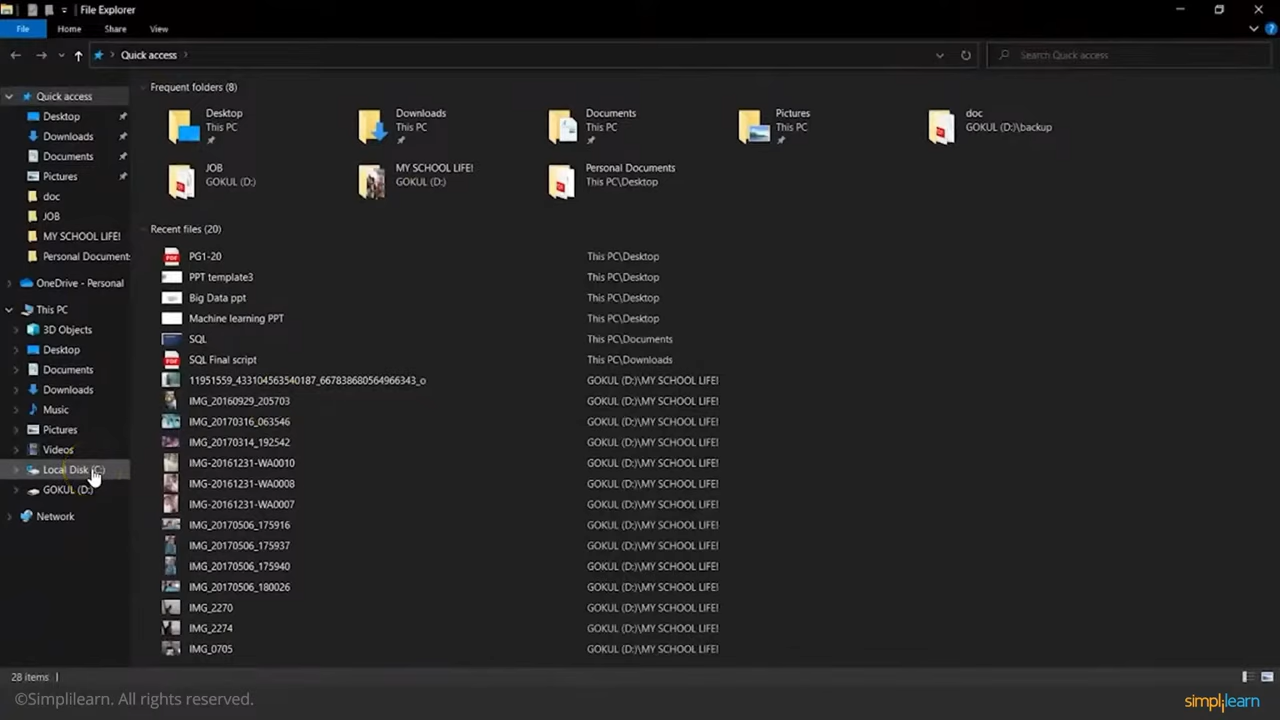 File Explorer
File Home Share View
Quick access
Search Quick access
Quick access
Desktop
Downloads
Documents
Pictures
doc
JOB
MY SCHOOL LIFE!
Personal Document
OneDrive - Personal
This PC
3D Objects
Desktop
Documents
Downloads
Music
Pictures
Videos
Local Disk (C:)
GOKUL (D:)
Network
Frequent folders (8)
Desktop
This PC
Downloads
This PC
Documents
This PC
Pictures
This PC
doc
GOKUL (D:)\backup
JOB
GOKUL (D:)
MY SCHOOL LIFE!
GOKUL (D:)
Personal Documents
This PC\Desktop
Recent files (20)
PG1-20 This PC\Desktop
PPT template3 This PC\Desktop
Big Data ppt This PC\Desktop
Machine learning PPT This PC\Desktop
SQL This PC\Documents
SQL Final script This PC\Downloads
11951559_433104563540187_667838680564966343_o GOKUL (D:)\MY SCHOOL LIFE!
IMG_20160929_205703 GOKUL (D:)\MY SCHOOL LIFE!
IMG_20170316_063546 GOKUL (D:)\MY SCHOOL LIFE!
IMG_20170314_192542 GOKUL (D:)\MY SCHOOL LIFE!
IMG-20161231-WA0010 GOKUL (D:)\MY SCHOOL LIFE!
IMG-20161231-WA0008 GOKUL (D:)\MY SCHOOL LIFE!
IMG-20161231-WA0007 GOKUL (D:)\MY SCHOOL LIFE!
IMG_20170506_175916 GOKUL (D:)\MY SCHOOL LIFE!
IMG_20170506_175937 GOKUL (D:)\MY SCHOOL LIFE!
IMG_20170506_175940 GOKUL (D:)\MY SCHOOL LIFE!
IMG_20170506_180026 GOKUL (D:)\MY SCHOOL LIFE!
IMG_2270 GOKUL (D:)\MY SCHOOL LIFE!
IMG_2274 GOKUL (D:)\MY SCHOOL LIFE!
IMG_0705 GOKUL (D:)\MY SCHOOL LIFE!
28 items
©Simplilearn. All rights reserved.
simplilearn